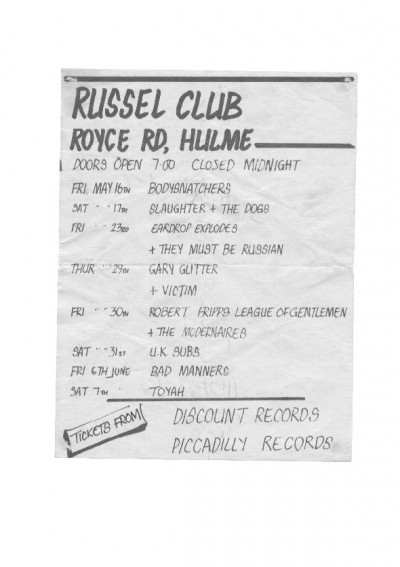 RUSSEL CLUB
ROYCE RD, HULME
DOORS OPEN 7:00 CLOSED MIDNIGHT
FRI MAY 16TH BODYSNATCHERS
SAT " " 17TH SLAUGHTER + THE DOGS
FRI " " 23RD EARDROP EXPLODES
+ THEY MUST BE RUSSIAN
THUR " " 29TH GARY GLITTER
+ VICTIM
FRI " " 30TH ROBERT FRIPPS LEAGUE OF GENTLEMEN
+ THE MODERNAIRES
SAT " " 31ST U.K SUBS
FRI 6TH JUNE BAD MANNERS
SAT 7TH " TOYAH
TICKETS FROM
DISCOUNT RECORDS
PICCADILLY RECORDS